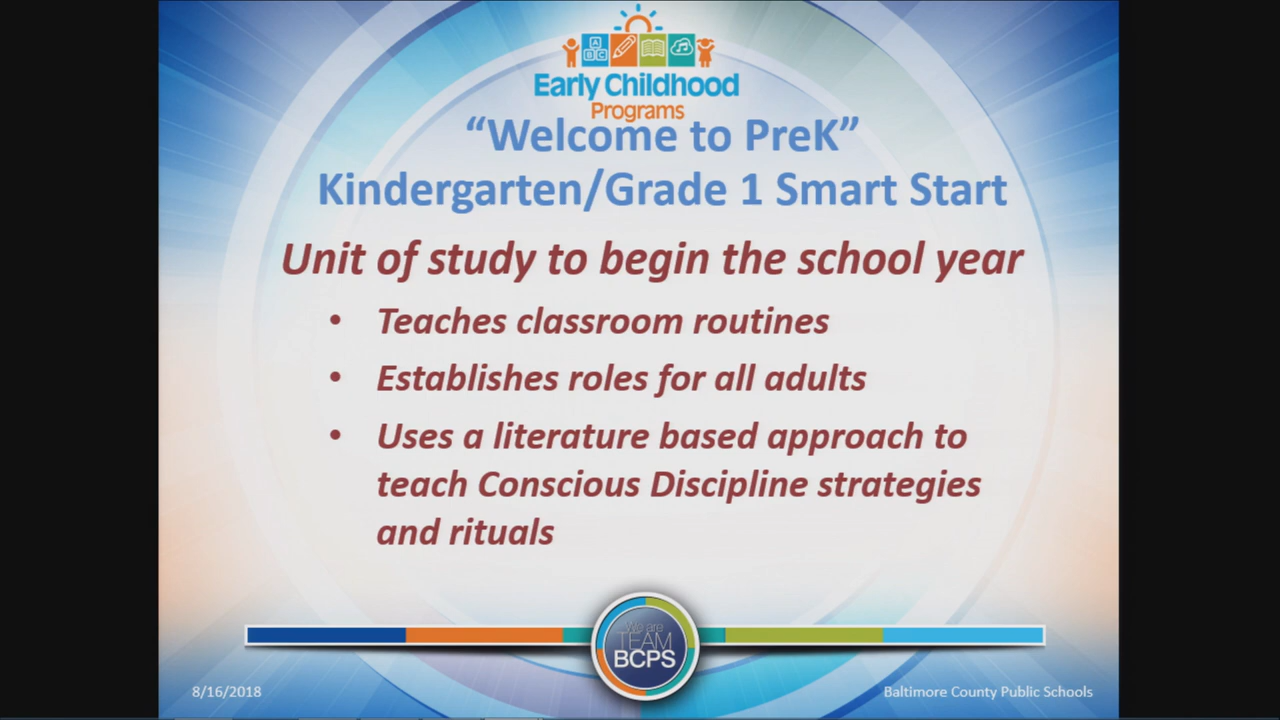 A
B C
Early Childhood
Programs
“Welcome to PreK”
Kindergarten/Grade 1 Smart Start
Unit of study to begin the school year
• Teaches classroom routines
• Establishes roles for all adults
• Uses a literature based approach to
teach Conscious Discipline strategies
and rituals
We are
TEAM
BCPS
8/16/2018
Baltimore County Public Schools